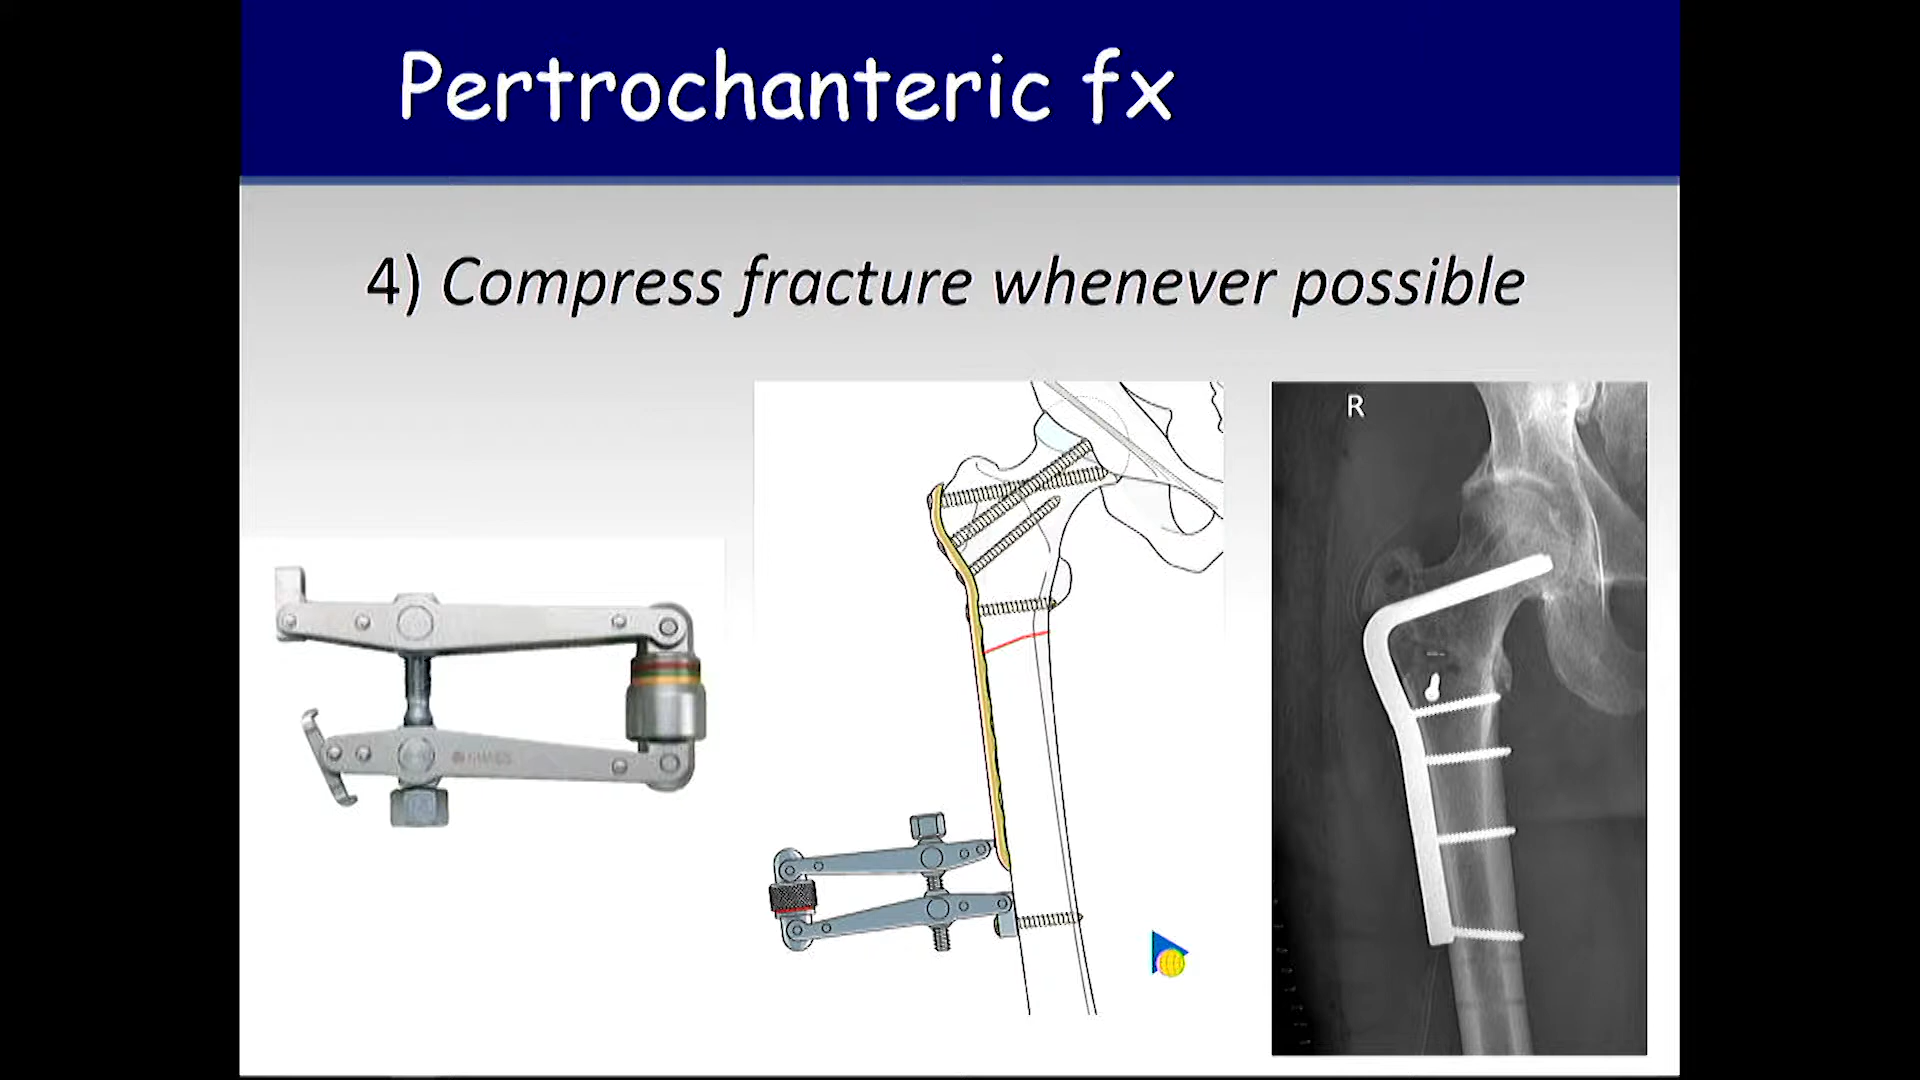 Pertrochanteric fx
4) Compress fracture whenever possible
R